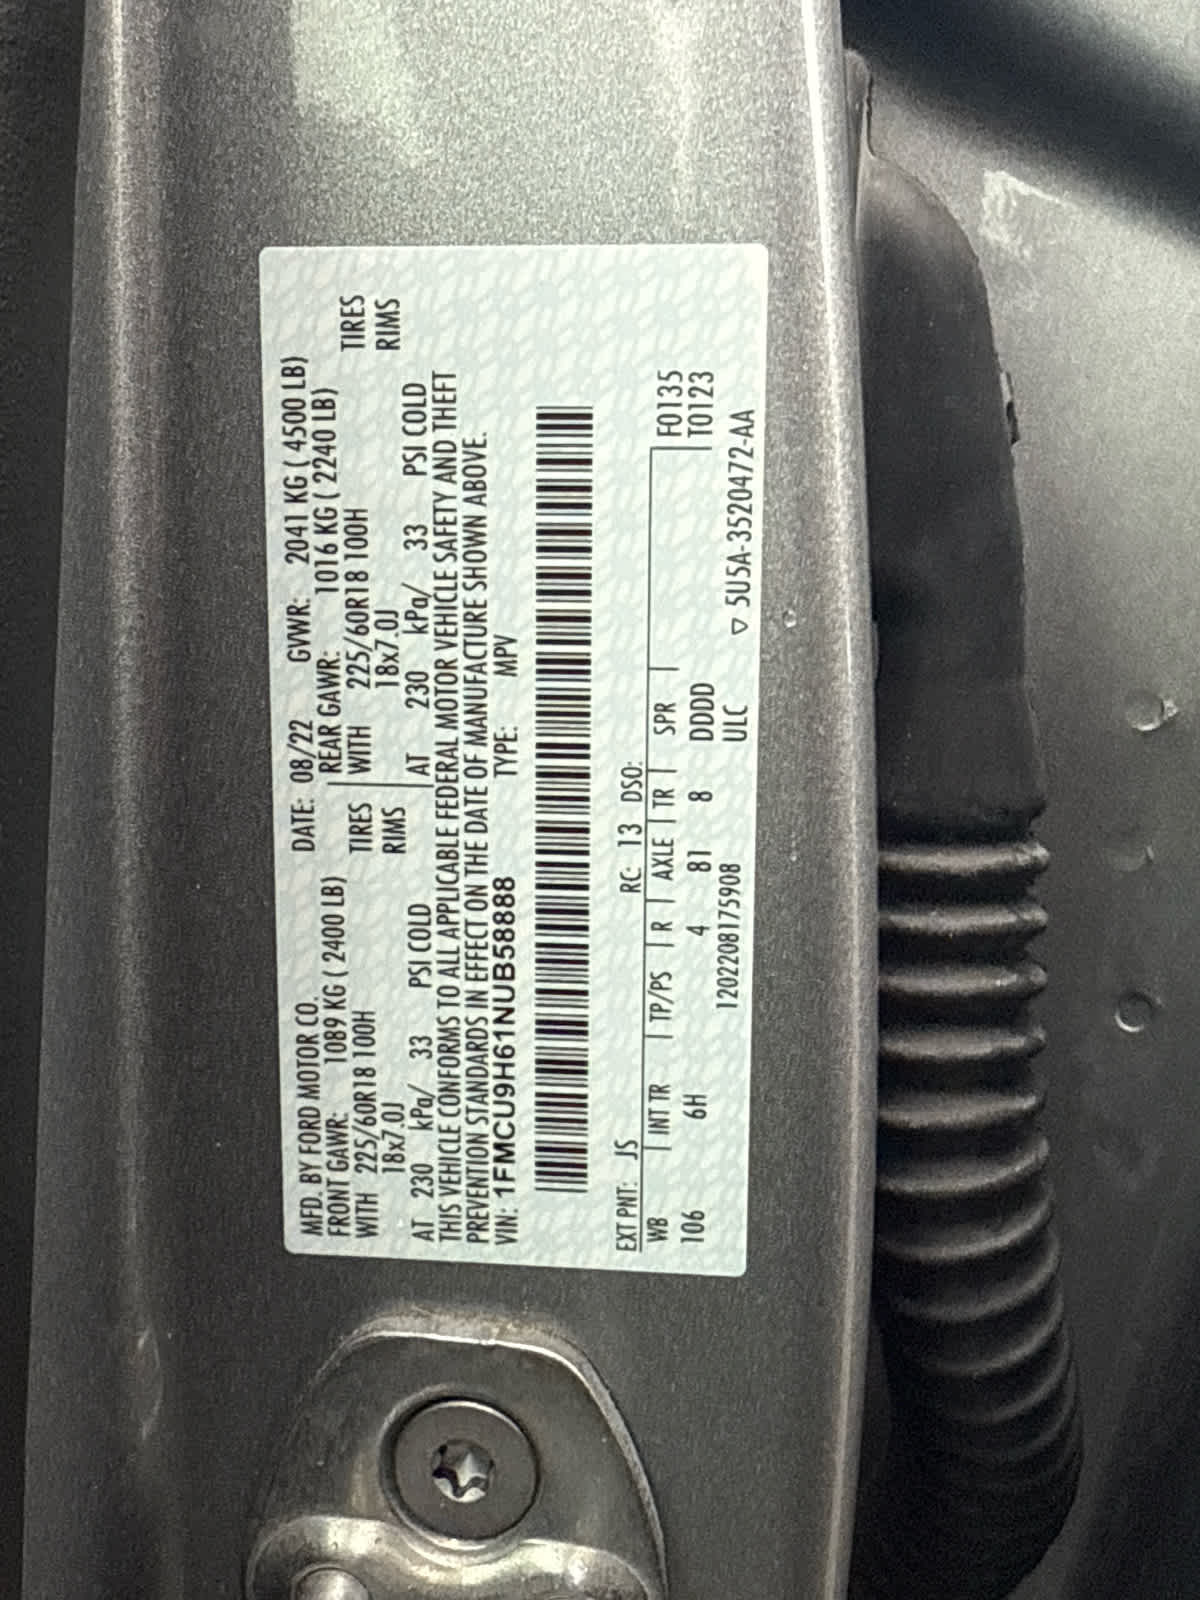 MFD. BY FORD MOTOR CO. DATE: 08/22 GVWR: 2041 KG ( 4500 LB)
FRONT GAWR: 1089 KG ( 2400 LB) REAR GAWR: 1016 KG ( 2240 LB)
WITH 225/60R18 100H TIRES WITH 225/60R18 100H TIRES
18x7.0J RIMS 18x7.0J RIMS
AT 230 kPa/ 33 PSI COLD AT 230 kPa/ 33 PSI COLD
THIS VEHICLE CONFORMS TO ALL APPLICABLE FEDERAL MOTOR VEHICLE SAFETY AND THEFT
PREVENTION STANDARDS IN EFFECT ON THE DATE OF MANUFACTURE SHOWN ABOVE.
VIN: 1FMCU9H61NUB58888 TYPE: MPV
EXT PNT: JS RC: 13 DSO:
WB | INT TR | TP/PS | R | AXLE | TR | SPR | F0135
106 6H 4 81 8 DDDD T0123
1202208175908 ULC ▽ 5U5A-3520472-AA